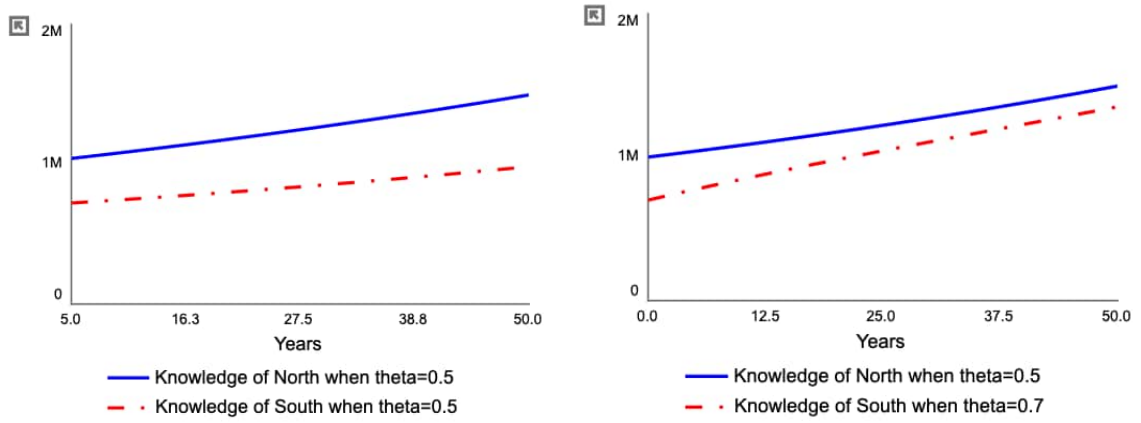 2M
1M
0
5.0 16.3 27.5 38.8 50.0
Years
Knowledge of North when theta=0.5
Knowledge of South when theta=0.5
2M
1M
0
0.0 12.5 25.0 37.5 50.0
Years
Knowledge of North when theta=0.5
Knowledge of South when theta=0.7